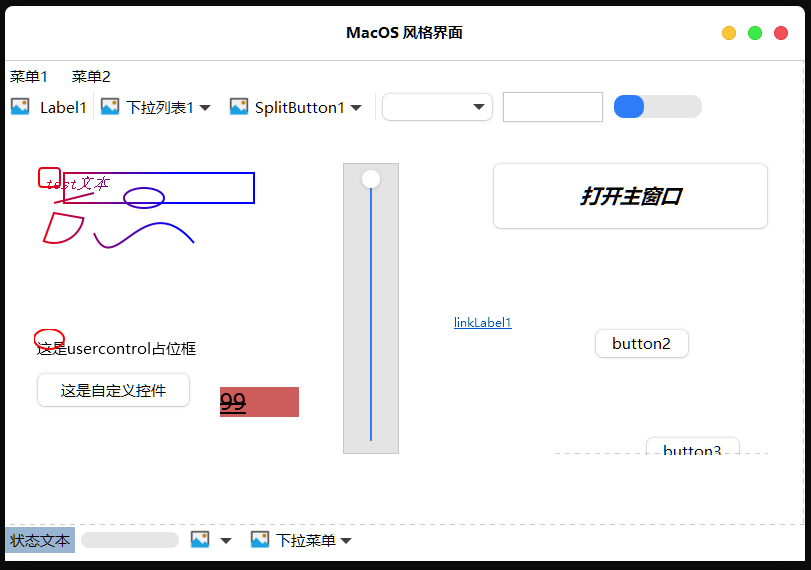 MacOS 风格界面
菜单1 菜单2
Label1 下拉列表1 SplitButton1
test文本
打开主窗口
linkLabel1
这是usercontrol占位框
button2
这是自定义控件
99
button3
状态文本 下拉菜单